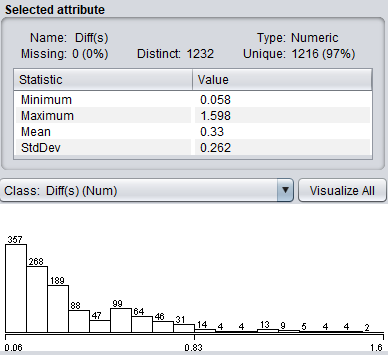 Selected attribute
Name: Diff(s) Type: Numeric
Missing: 0 (0%) Distinct: 1232 Unique: 1216 (97%)
Statistic Value
Minimum 0.058
Maximum 1.598
Mean 0.33
StdDev 0.262
Class: Diff(s) (Num) Visualize All
357
268
189
88
47
99
64
46
31
14
4
4
13
9
5
4
4
2
0.06 0.83 1.6